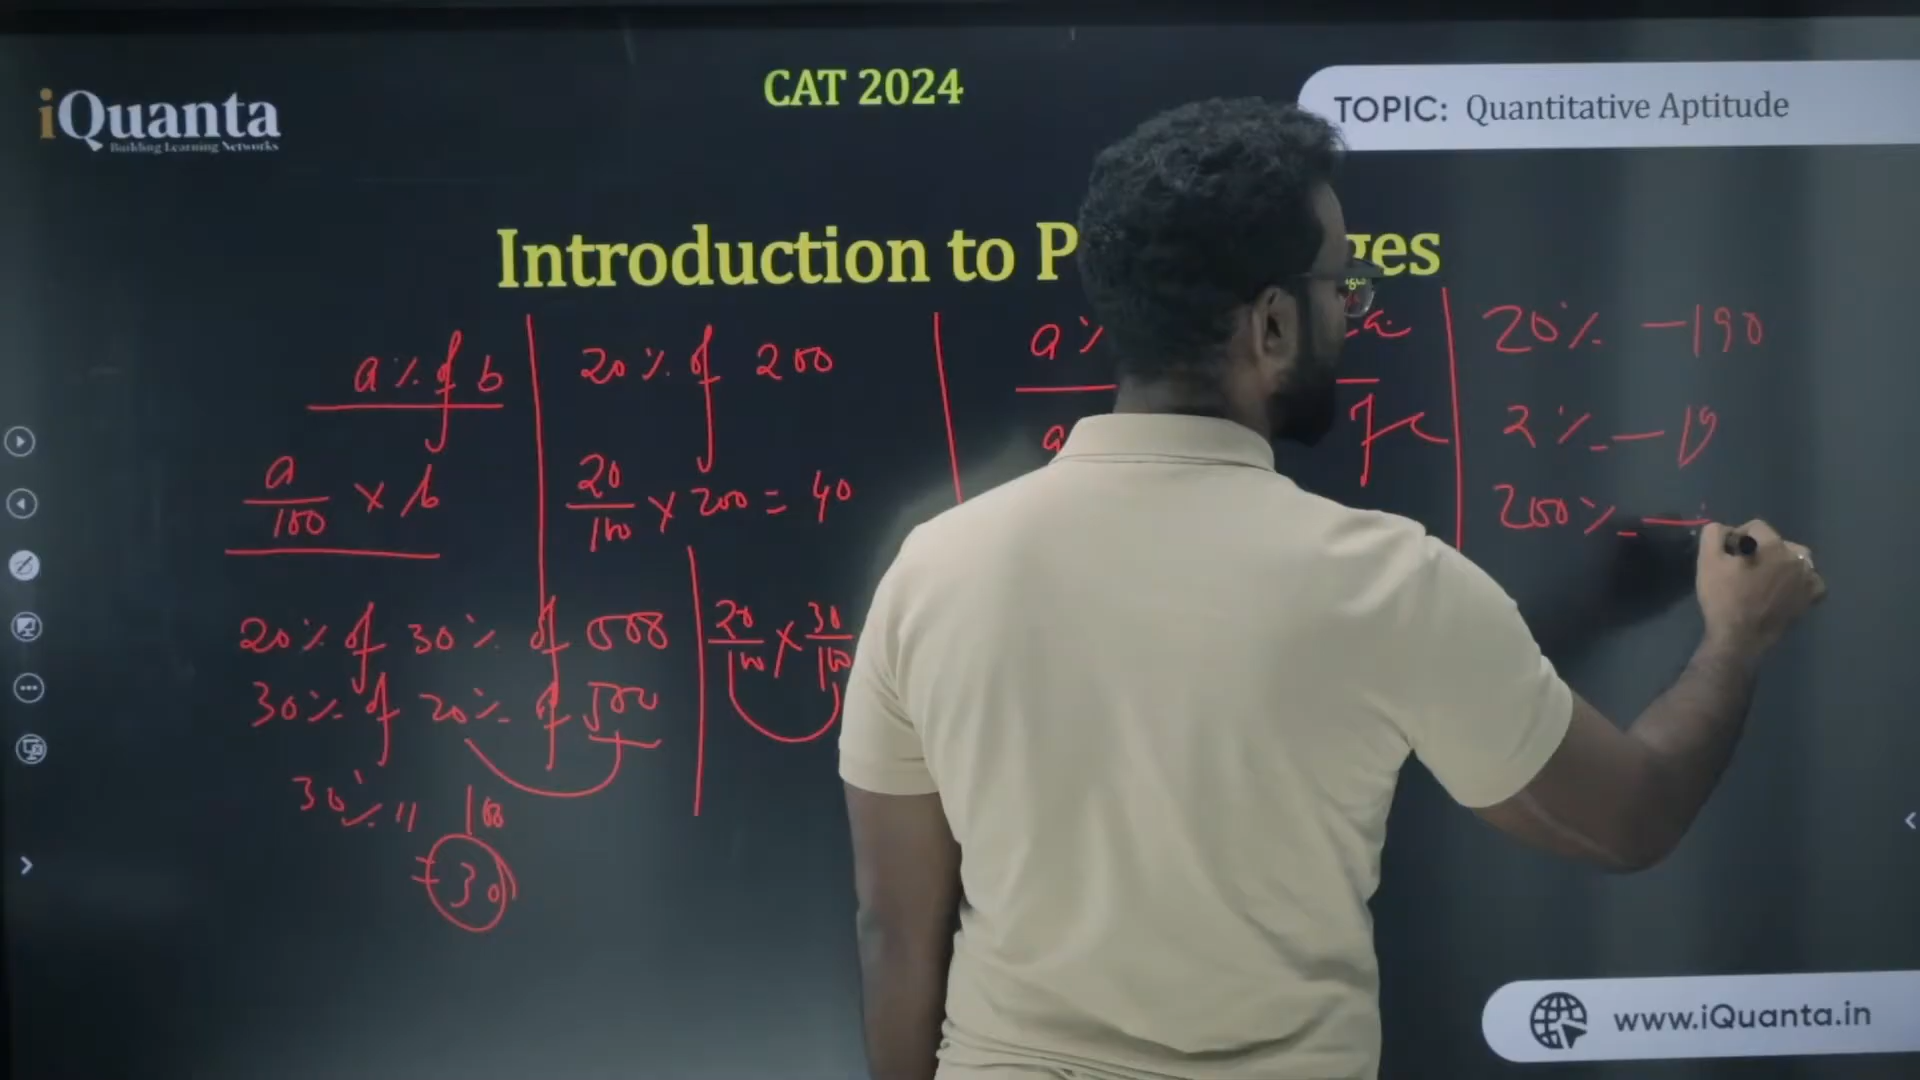 iQuanta
Building Learning Networks
CAT 2024
TOPIC: Quantitative Aptitude
Introduction to P ges
a% of b
a/100 × b
20% of 200
20/100 × 200 = 40
a%
a
20% of 30% of 500
30% of 20% of 500
30% 100
= 30
20/100 × 30/100
20% - 190
2% - 19
200% -
www.iQuanta.in